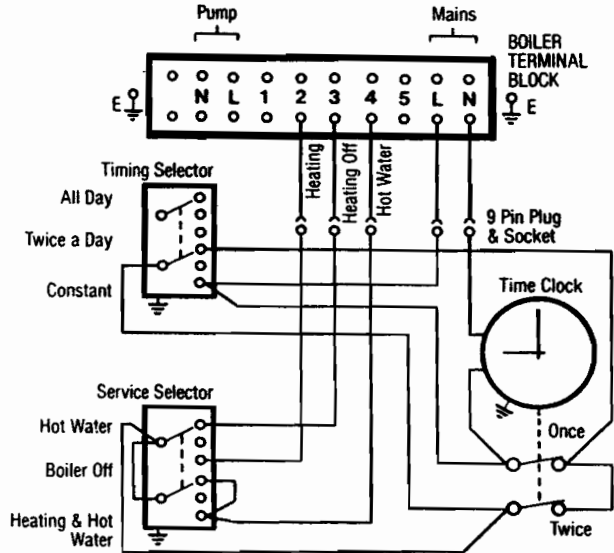 Pump
Mains
BOILER
TERMINAL
BLOCK
E
N L 1 2 3 4 5 L N
E
Heating
Heating Off
Hot Water
Timing Selector
All Day
Twice a Day
Constant
9 Pin Plug
& Socket
Time Clock
Service Selector
Hot Water
Boiler Off
Heating & Hot
Water
Once
Twice